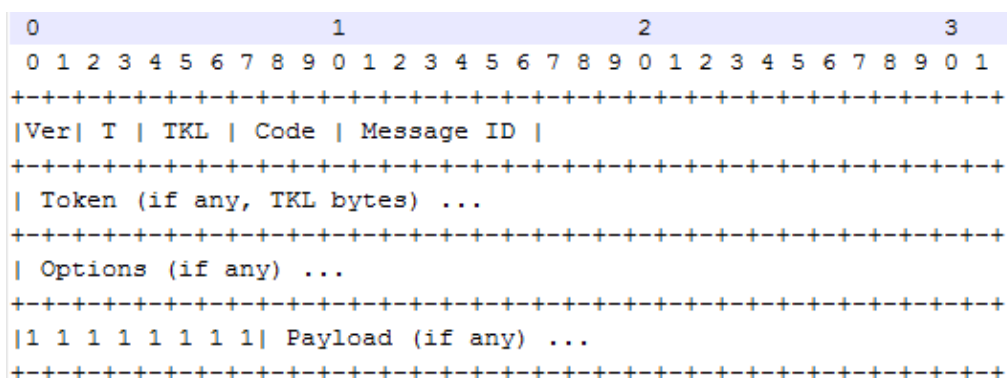 0 1 2 3
0 1 2 3 4 5 6 7 8 9 0 1 2 3 4 5 6 7 8 9 0 1 2 3 4 5 6 7 8 9 0 1
+-+-+-+-+-+-+-+-+-+-+-+-+-+-+-+-+-+-+-+-+-+-+-+-+-+-+-+-+-+-+-+-+
|Ver| T | TKL | Code | Message ID |
+-+-+-+-+-+-+-+-+-+-+-+-+-+-+-+-+-+-+-+-+-+-+-+-+-+-+-+-+-+-+-+-+
| Token (if any, TKL bytes) ...
+-+-+-+-+-+-+-+-+-+-+-+-+-+-+-+-+-+-+-+-+-+-+-+-+-+-+-+-+-+-+-+-+
| Options (if any) ...
+-+-+-+-+-+-+-+-+-+-+-+-+-+-+-+-+-+-+-+-+-+-+-+-+-+-+-+-+-+-+-+-+
|1 1 1 1 1 1 1 1| Payload (if any) ...
+-+-+-+-+-+-+-+-+-+-+-+-+-+-+-+-+-+-+-+-+-+-+-+-+-+-+-+-+-+-+-+-+